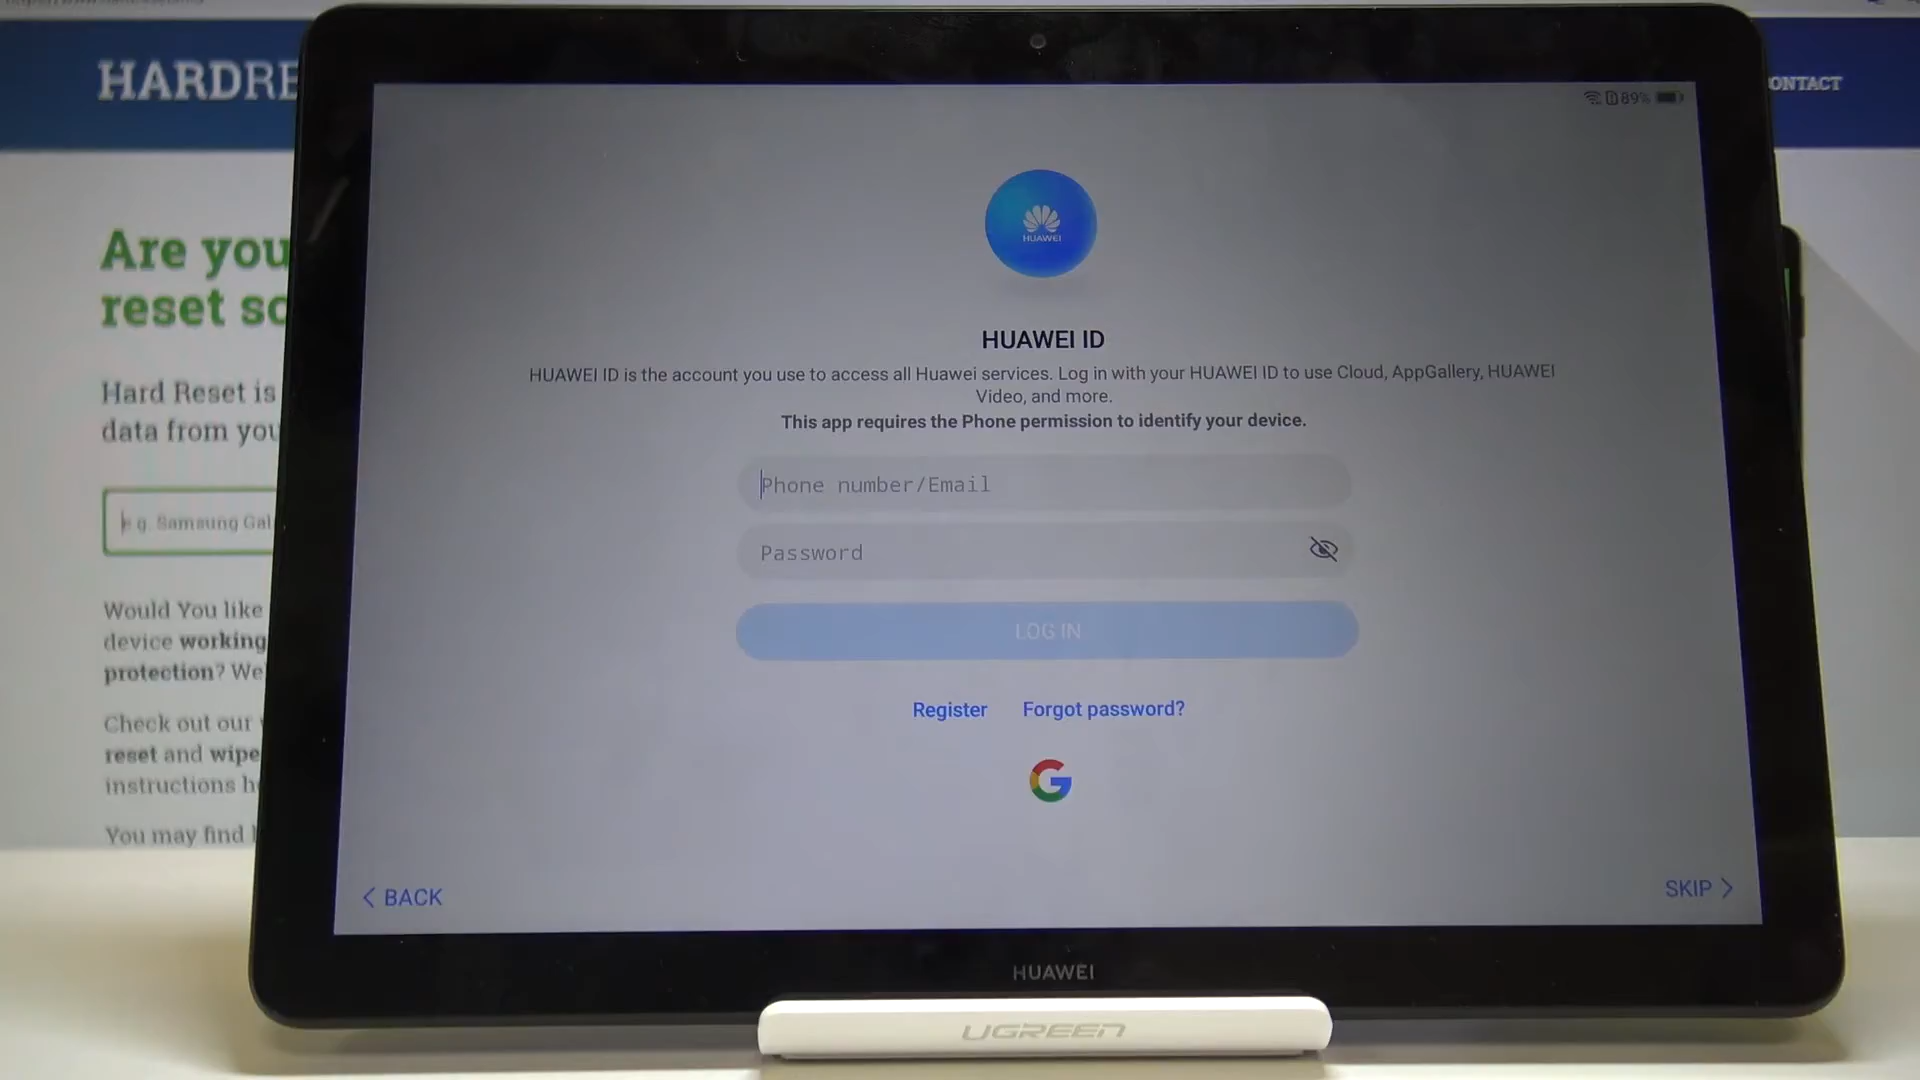 HARDRE
ONTACT
89%
HUAWEI
Are you
reset so
Hard Reset is
data from you
e.g. Samsung Gal
Would You like
device working
protection? We
Check out our
reset and wipe
instructions h
You may find
HUAWEI ID
HUAWEI ID is the account you use to access all Huawei services. Log in with your HUAWEI ID to use Cloud, AppGallery, HUAWEI
Video, and more.
This app requires the Phone permission to identify your device.
Phone number/Email
Password
LOG IN
Register Forgot password?
G
< BACK
SKIP >
HUAWEI
UGREEN